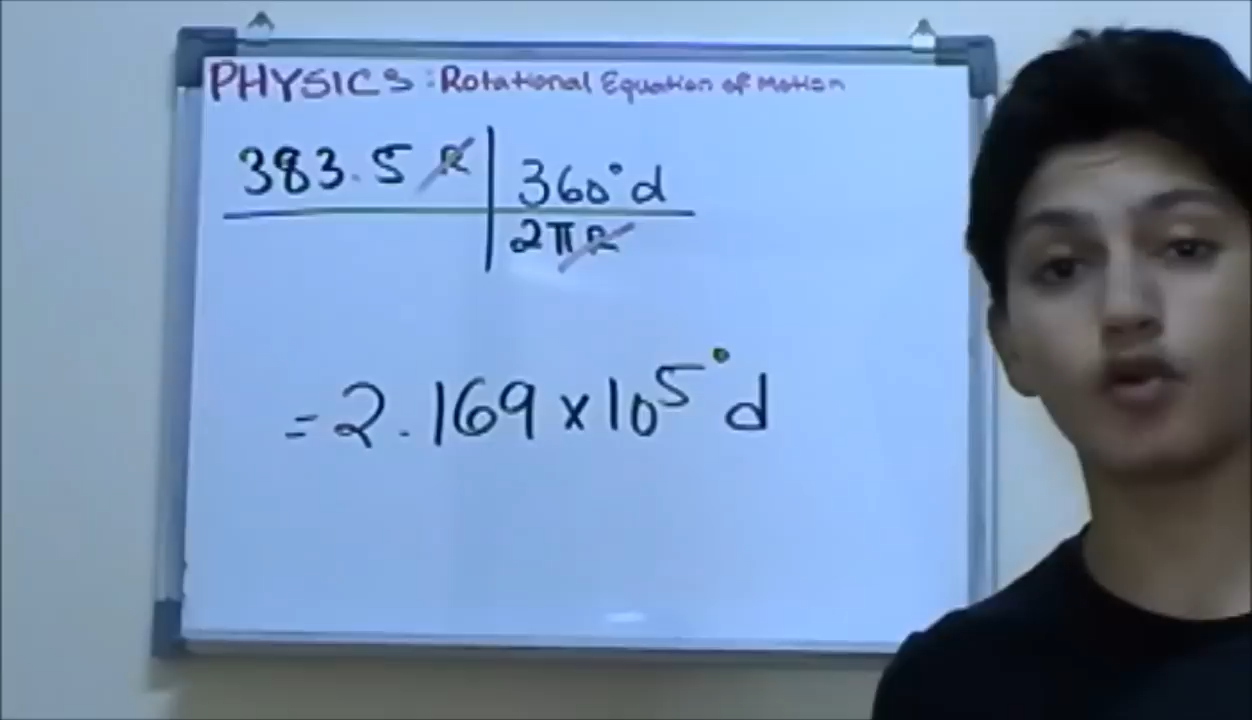 PHYSICS: Rotational Equation of Motion
383.5 R 360°d
2πR
= 2.169 x 10⁵° d